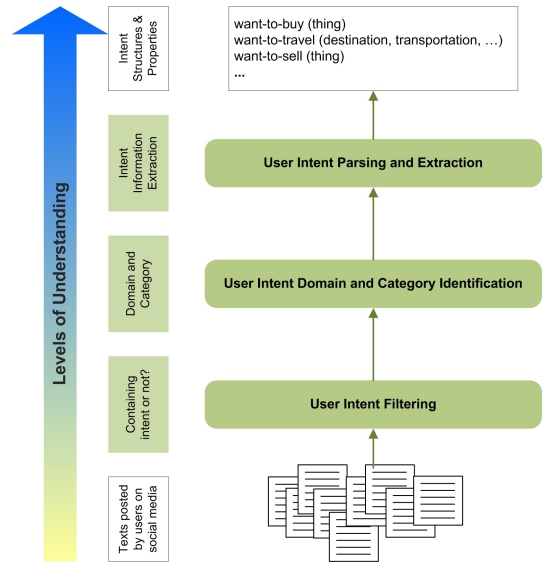 Levels of Understanding
Intent
Structures &
Properties
want-to-buy (thing)
want-to-travel (destination, transportation, …)
want-to-sell (thing)
...
Intent
Information
Extraction
User Intent Parsing and Extraction
Domain and
Category
User Intent Domain and Category Identification
Containing
intent or not?
User Intent Filtering
Texts posted
by users on
social media